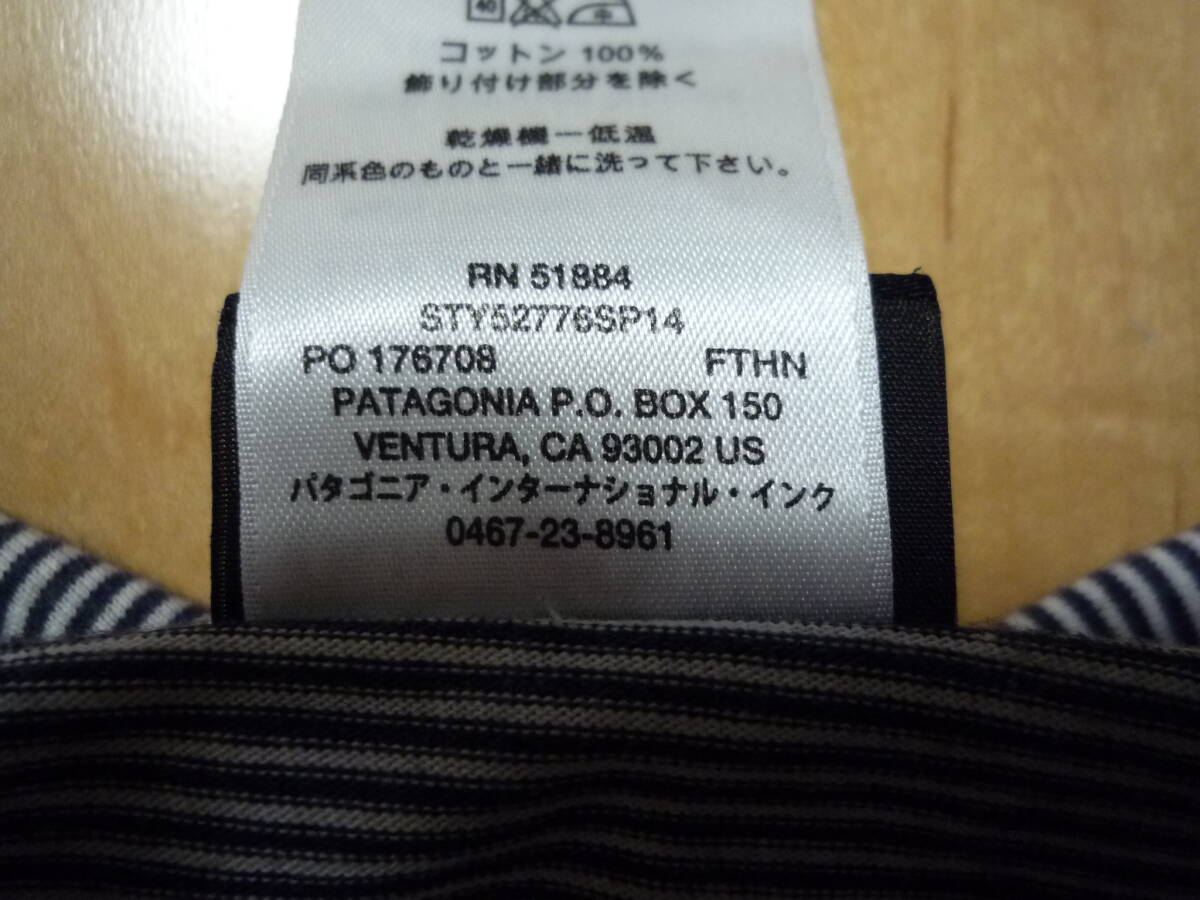 40 中
コットン 100%
飾り付け部分を除く
乾燥機ー低温
同系色のものと一緒に洗って下さい。
RN 51884
STY52776SP14
PO 176708 FTHN
PATAGONIA P.O. BOX 150
VENTURA, CA 93002 US
パタゴニア・インターナショナル・インク
0467-23-8961